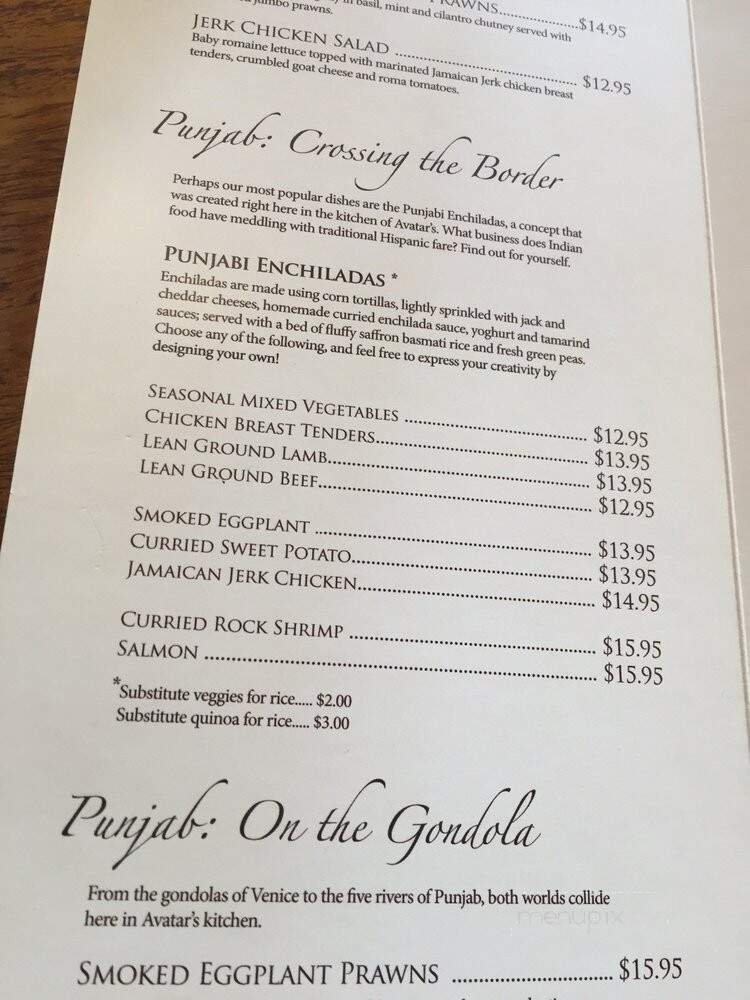 in basil, mint and cilantro chutney served with
jumbo prawns.
PRAWNS....................$14.95
JERK CHICKEN SALAD .................................. $12.95
Baby romaine lettuce topped with marinated Jamaican Jerk chicken breast
tenders, crumbled goat cheese and roma tomatoes.
Punjab: Crossing the Border
Perhaps our most popular dishes are the Punjabi Enchiladas, a concept that
was created right here in the kitchen of Avatar's. What business does Indian
food have meddling with traditional Hispanic fare? Find out for yourself.
PUNJABI ENCHILADAS *
Enchiladas are made using corn tortillas, lightly sprinkled with jack and
cheddar cheeses, homemade curried enchilada sauce, yoghurt and tamarind
sauces; served with a bed of fluffy saffron basmati rice and fresh green peas.
Choose any of the following, and feel free to express your creativity by
designing your own!
SEASONAL MIXED VEGETABLES .................................. $12.95
CHICKEN BREAST TENDERS....................................... $13.95
LEAN GROUND LAMB.................................................. $13.95
LEAN GROUND BEEF.................................................... $12.95
SMOKED EGGPLANT .................................................... $13.95
CURRIED SWEET POTATO............................................. $13.95
JAMAICAN JERK CHICKEN............................................. $14.95
CURRIED ROCK SHRIMP .............................................. $15.95
SALMON ......................................................................... $15.95
*Substitute veggies for rice..... $2.00
Substitute quinoa for rice..... $3.00
Punjab: On the Gondola
From the gondolas of Venice to the five rivers of Punjab, both worlds collide
here in Avatar's kitchen.
menupix
SMOKED EGGPLANT PRAWNS ............................. $15.95